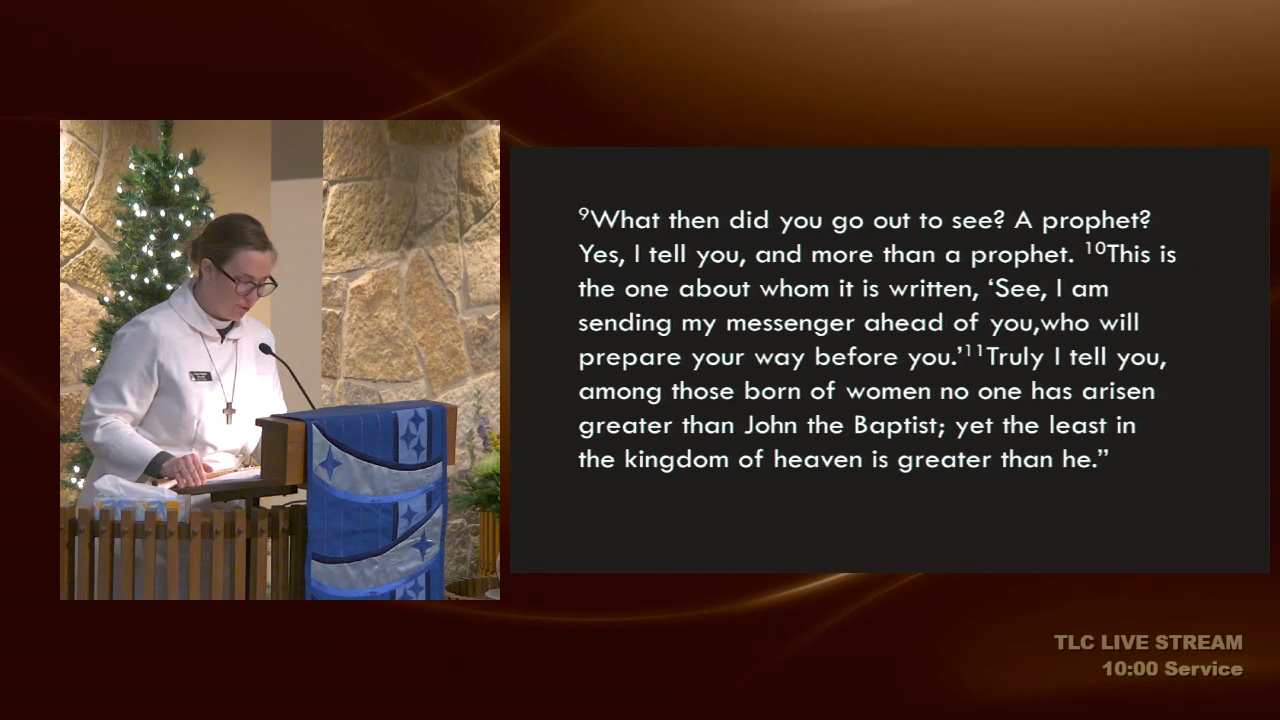 ⁹What then did you go out to see? A prophet?
Yes, I tell you, and more than a prophet. ¹⁰This is
the one about whom it is written, ‘See, I am
sending my messenger ahead of you,who will
prepare your way before you.’¹¹Truly I tell you,
among those born of women no one has arisen
greater than John the Baptist; yet the least in
the kingdom of heaven is greater than he.”
TLC LIVE STREAM
10:00 Service